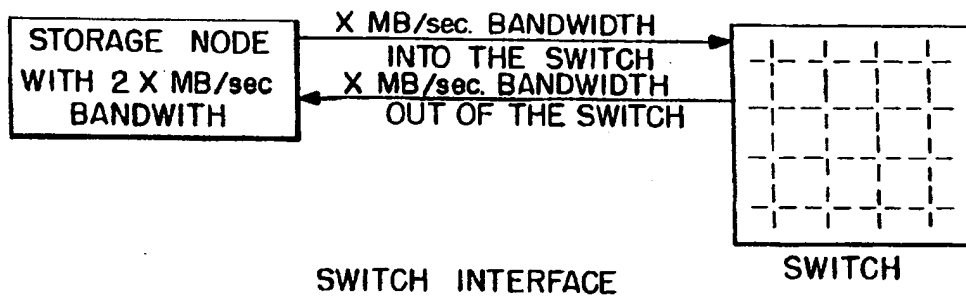 STORAGE NODE
WITH 2 X MB/sec
BANDWITH
X MB/sec. BANDWIDTH
INTO THE SWITCH
X MB/sec. BANDWIDTH
OUT OF THE SWITCH
SWITCH
SWITCH INTERFACE